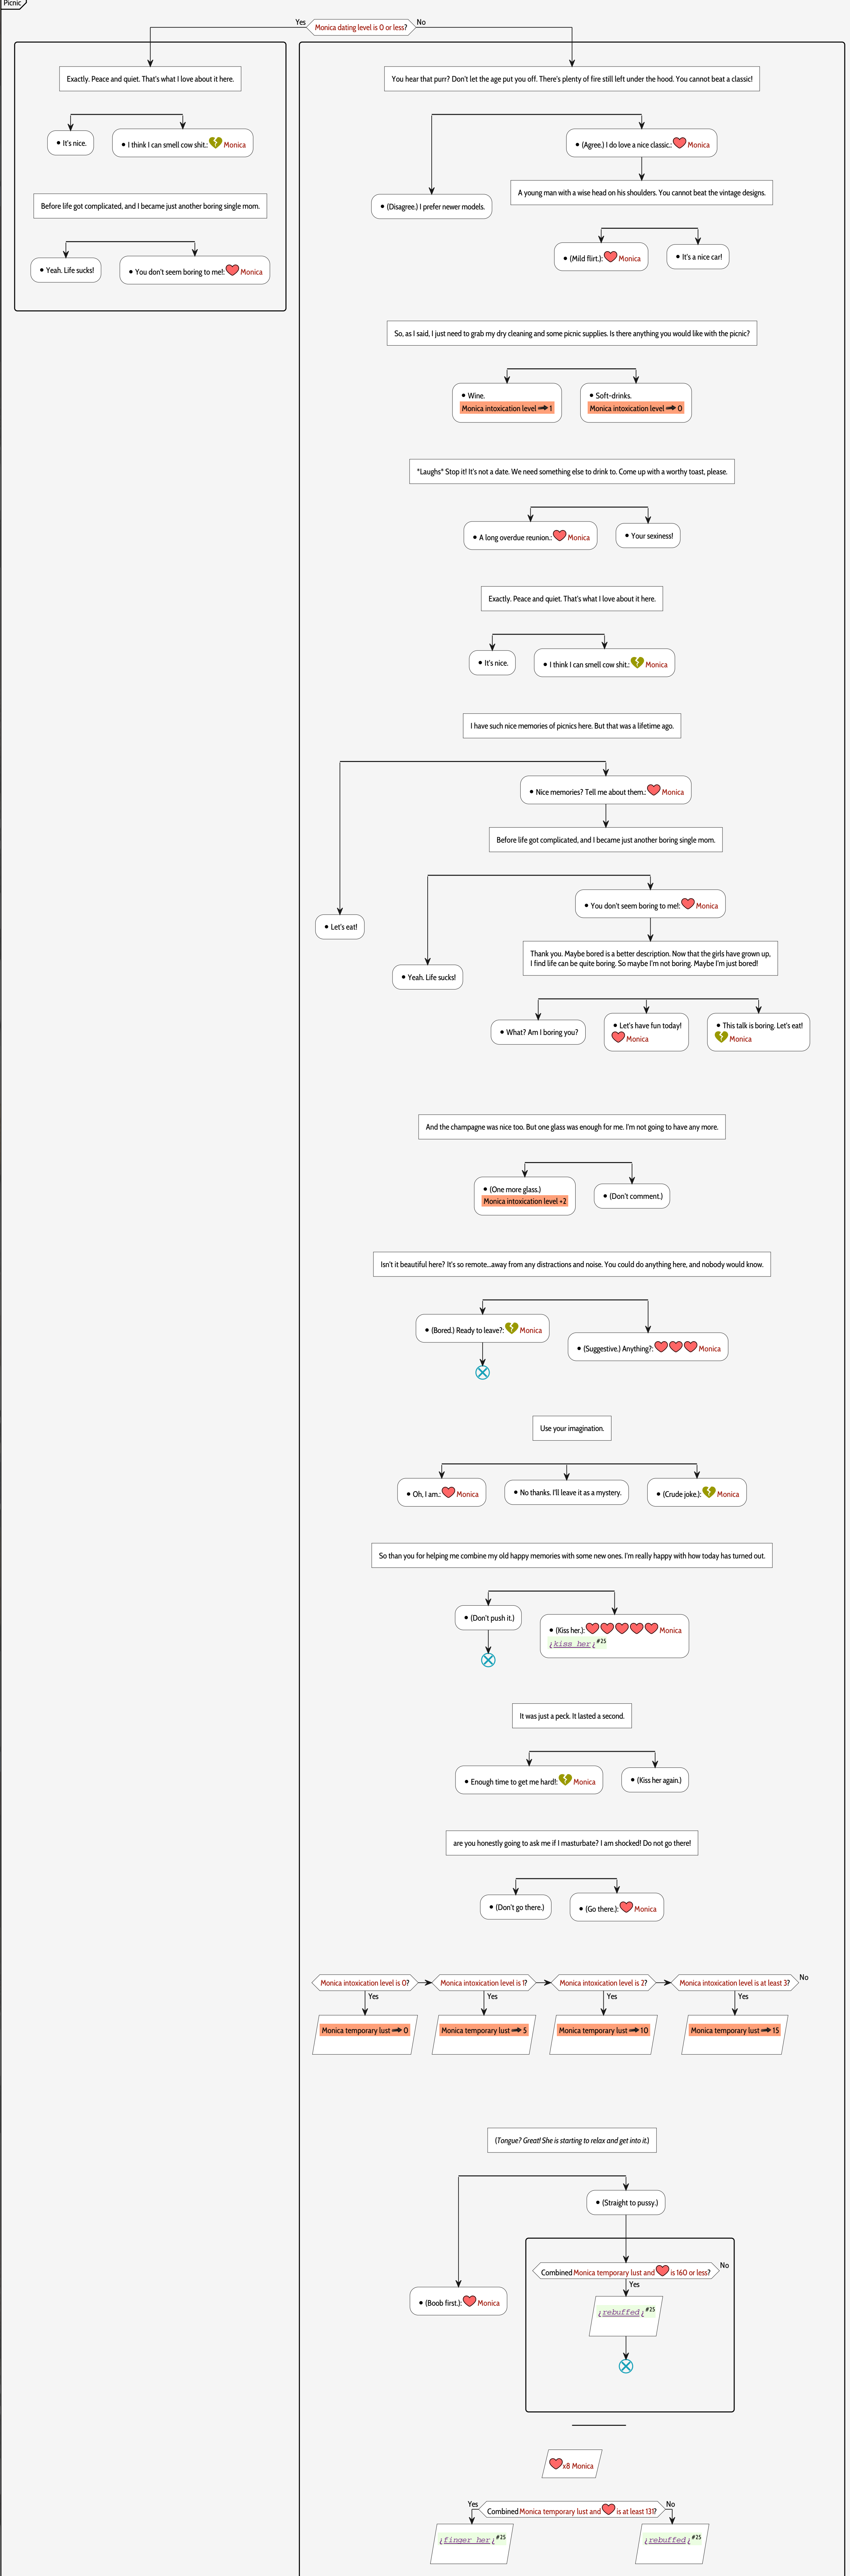 Picnic
Yes
Monica dating level is 0 or less?
No
Exactly. Peace and quiet. That's what I love about it here.
• It's nice.
• I think I can smell cow shit.: Monica
Before life got complicated, and I became just another boring single mom.
• Yeah. Life sucks!
• You don't seem boring to me!: Monica
You hear that purr? Don't let the age put you off. There's plenty of fire still left under the hood. You cannot beat a classic!
• (Agree.) I do love a nice classic.: Monica
• (Disagree.) I prefer newer models.
A young man with a wise head on his shoulders. You cannot beat the vintage designs.
• (Mild flirt.): Monica
• It's a nice car!
So, as I said, I just need to grab my dry cleaning and some picnic supplies. Is there anything you would like with the picnic?
• Wine.
Monica intoxication level ➡ 1
• Soft-drinks.
Monica intoxication level ➡ 0
*Laughs* Stop it! It's not a date. We need something else to drink to. Come up with a worthy toast, please.
• A long overdue reunion.: Monica
• Your sexiness!
Exactly. Peace and quiet. That's what I love about it here.
• It's nice.
• I think I can smell cow shit.: Monica
I have such nice memories of picnics here. But that was a lifetime ago.
• Nice memories? Tell me about them.: Monica
Before life got complicated, and I became just another boring single mom.
• You don't seem boring to me!: Monica
• Let's eat!
Thank you. Maybe bored is a better description. Now that the girls have grown up,
I find life can be quite boring. So maybe I'm not boring. Maybe I'm just bored!
• Yeah. Life sucks!
• What? Am I boring you?
• Let's have fun today!
Monica
• This talk is boring. Let's eat!
Monica
And the champagne was nice too. But one glass was enough for me. I'm not going to have any more.
• (One more glass.)
Monica intoxication level +2
• (Don't comment.)
Isn't it beautiful here? It's so remote...away from any distractions and noise. You could do anything here, and nobody would know.
• (Bored.) Ready to leave?: Monica
• (Suggestive.) Anything?: Monica
Use your imagination.
• Oh, I am.: Monica
• No thanks. I'll leave it as a mystery.
• (Crude joke.): Monica
So than you for helping me combine my old happy memories with some new ones. I'm really happy with how today has turned out.
• (Don't push it.)
• (Kiss her.): Monica
¿kiss her¿#25
It was just a peck. It lasted a second.
• Enough time to get me hard!: Monica
• (Kiss her again.)
are you honestly going to ask me if I masturbate? I am shocked! Do not go there!
• (Don't go there.)
• (Go there.): Monica
Monica intoxication level is 0?
Monica intoxication level is 1?
Monica intoxication level is 2?
Monica intoxication level is at least 3?
No
Yes
Yes
Yes
Yes
Monica temporary lust ➡ 0
Monica temporary lust ➡ 5
Monica temporary lust ➡ 10
Monica temporary lust ➡ 15
(Tongue? Great! She is starting to relax and get into it.)
• (Straight to pussy.)
Combined Monica temporary lust and is 160 or less?
No
Yes
• (Boob first.): Monica
¿rebuffed¿#25
x8 Monica
Yes
Combined Monica temporary lust and is at least 131?
No
¿finger her¿#25
¿rebuffed¿#25